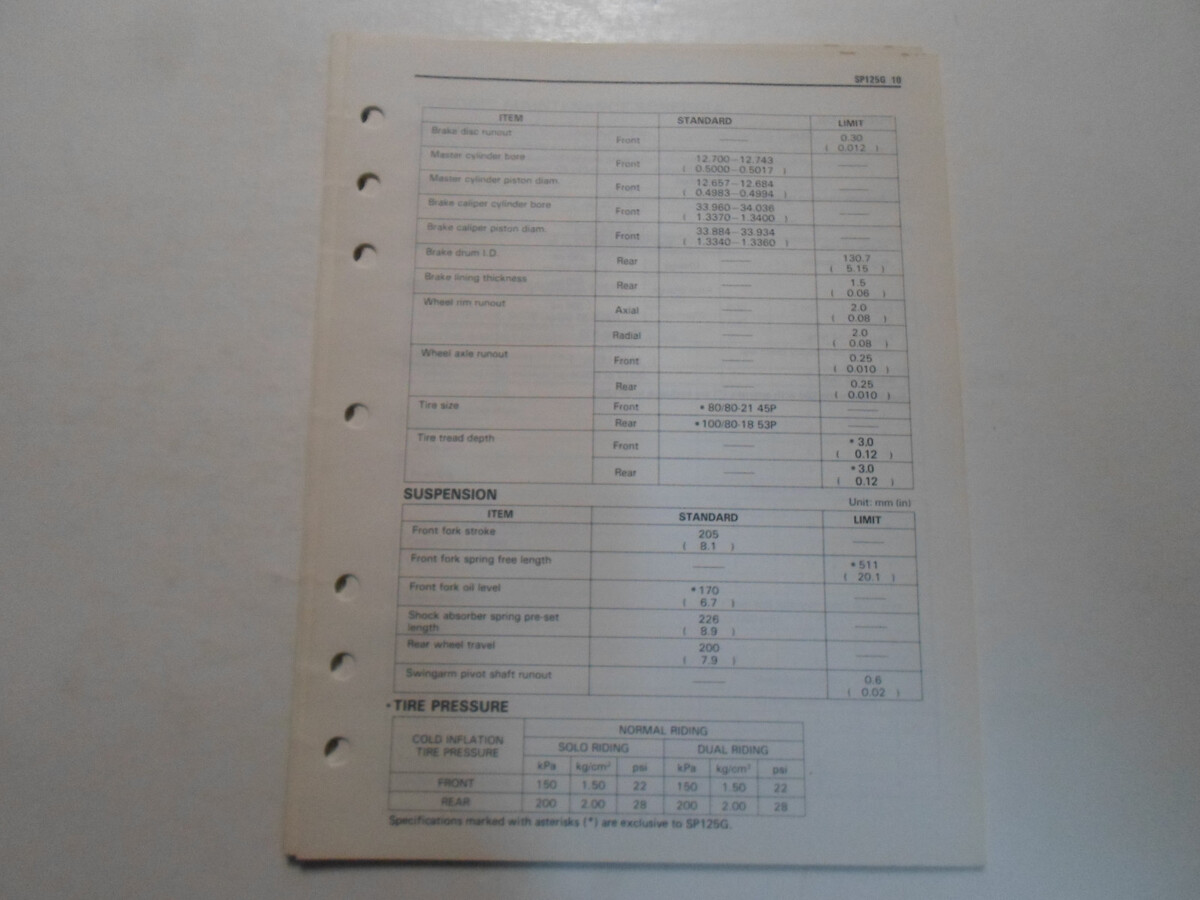 SP125G 10
ITEM STANDARD LIMIT
Brake disc runout Front —— 0.30 ( 0.012 )
Master cylinder bore Front 12.700–12.743 ( 0.5000–0.5017 ) ——
Master cylinder piston diam. Front 12.657–12.684 ( 0.4983–0.4994 ) ——
Brake caliper cylinder bore Front 33.960–34.036 ( 1.3370–1.3400 ) ——
Brake caliper piston diam. Front 33.884–33.934 ( 1.3340–1.3360 ) ——
Brake drum I.D. Rear —— 130.7 ( 5.15 )
Brake lining thickness Rear —— 1.5 ( 0.06 )
Wheel rim runout Axial —— 2.0 ( 0.08 )
Radial —— 2.0 ( 0.08 )
Wheel axle runout Front —— 0.25 ( 0.010 )
Rear —— 0.25 ( 0.010 )
Tire size Front * 80/80-21 45P ——
Rear * 100/80-18 53P ——
Tire tread depth Front —— * 3.0 ( 0.12 )
Rear —— * 3.0 ( 0.12 )
SUSPENSION Unit: mm (in)
ITEM STANDARD LIMIT
Front fork stroke 205 ( 8.1 ) ——
Front fork spring free length —— * 511 ( 20.1 )
Front fork oil level * 170 ( 6.7 ) ——
Shock absorber spring pre-set length 226 ( 8.9 ) ——
Rear wheel travel 200 ( 7.9 ) ——
Swingarm pivot shaft runout —— 0.6 ( 0.02 )
* TIRE PRESSURE
COLD INFLATION TIRE PRESSURE NORMAL RIDING
SOLO RIDING DUAL RIDING
kPa kg/cm² psi kPa kg/cm² psi
FRONT 150 1.50 22 150 1.50 22
REAR 200 2.00 28 200 2.00 28
Specifications marked with asterisks (*) are exclusive to SP125G.